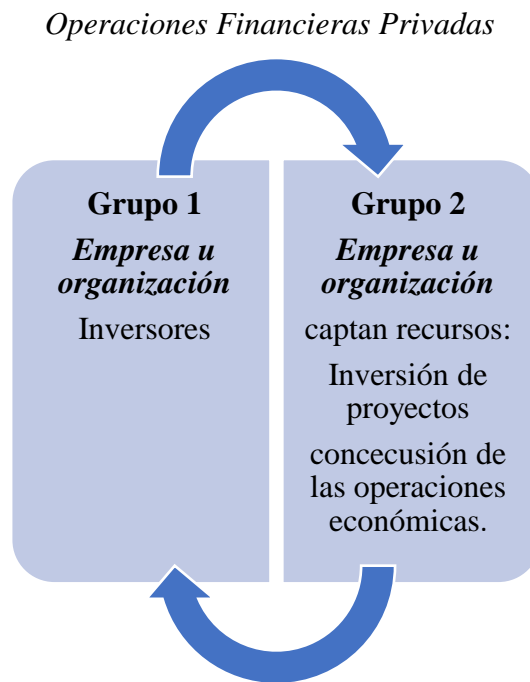 Operaciones Financieras Privadas
Grupo 1
Empresa u
organización
Inversores
Grupo 2
Empresa u
organización
captan recursos:
Inversión de
proyectos
concecusión de
las operaciones
económicas.